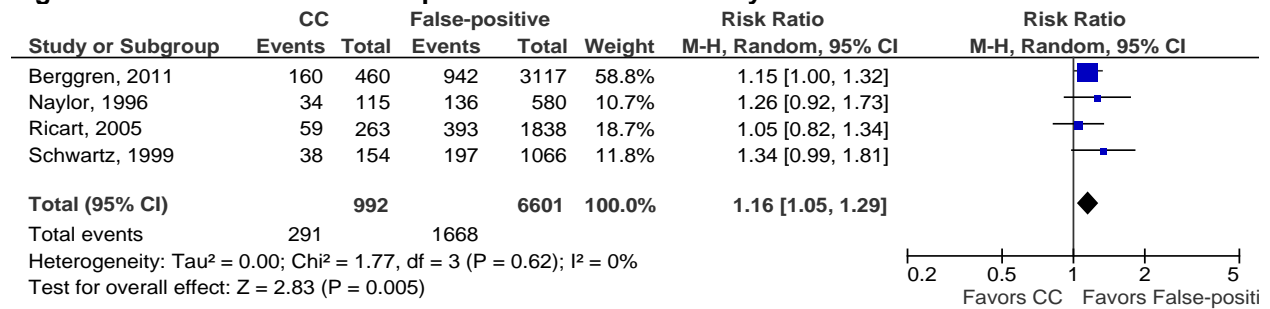 CC False-positive Risk Ratio Risk Ratio
Study or Subgroup Events Total Events Total Weight M-H, Random, 95% CI M-H, Random, 95% CI
Berggren, 2011 160 460 942 3117 58.8% 1.15 [1.00, 1.32]
Naylor, 1996 34 115 136 580 10.7% 1.26 [0.92, 1.73]
Ricart, 2005 59 263 393 1838 18.7% 1.05 [0.82, 1.34]
Schwartz, 1999 38 154 197 1066 11.8% 1.34 [0.99, 1.81]
Total (95% CI) 992 6601 100.0% 1.16 [1.05, 1.29]
Total events 291 1668
Heterogeneity: Tau² = 0.00; Chi² = 1.77, df = 3 (P = 0.62); I² = 0%
Test for overall effect: Z = 2.83 (P = 0.005)
0.2 0.5 1 2 5
Favors CC Favors False-positi